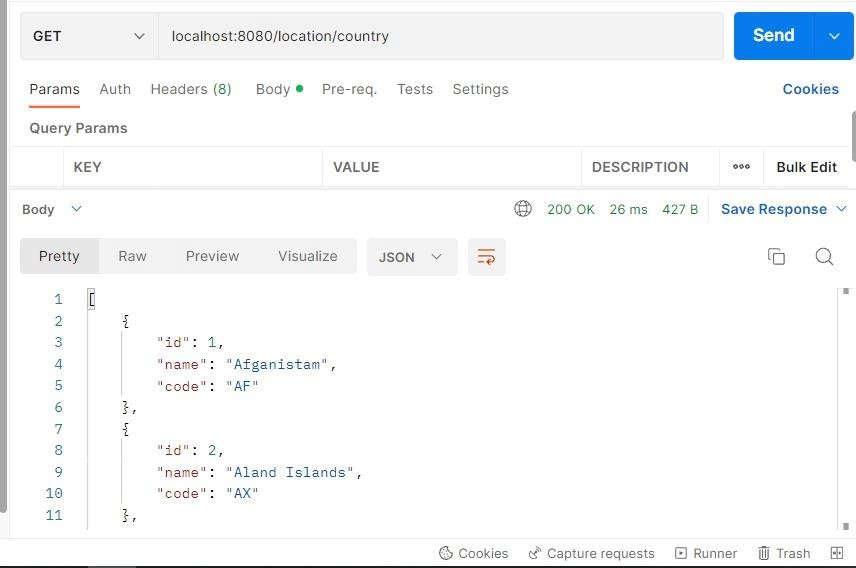 GET localhost:8080/location/country Send
Params Auth Headers (8) Body Pre-req. Tests Settings Cookies
Query Params
KEY VALUE DESCRIPTION Bulk Edit
Body 200 OK 26 ms 427 B Save Response
Pretty Raw Preview Visualize JSON
1 [
2 {
3 "id": 1,
4 "name": "Afganistam",
5 "code": "AF"
6 },
7 {
8 "id": 2,
9 "name": "Aland Islands",
10 "code": "AX"
11 },
Cookies Capture requests Runner Trash